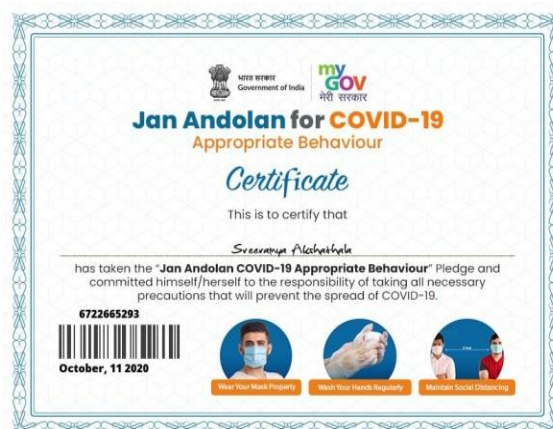 भारत सरकार
Government of India
my
GOV
मेरी सरकार
Jan Andolan for COVID-19
Appropriate Behaviour
Certificate
This is to certify that
Sreevanya Akshathala
has taken the “Jan Andolan COVID-19 Appropriate Behaviour” Pledge and
committed himself/herself to the responsibility of taking all necessary
precautions that will prevent the spread of COVID-19.
6722665293
October, 11 2020
Wear Your Mask Properly
Wash Your Hands Regularly
Maintain Social Distancing